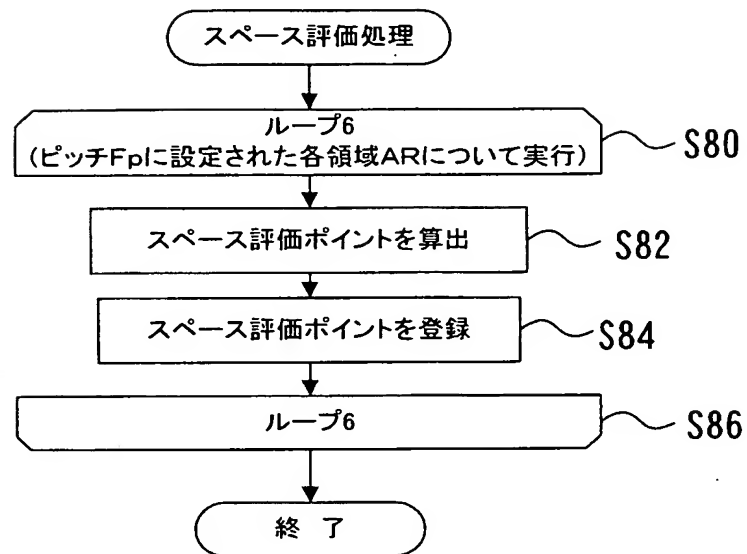 スペース評価処理
ループ6
(ピッチFpに設定された各領域ARについて実行)
S80
スペース評価ポイントを算出
S82
スペース評価ポイントを登録
S84
ループ6
S86
終 了